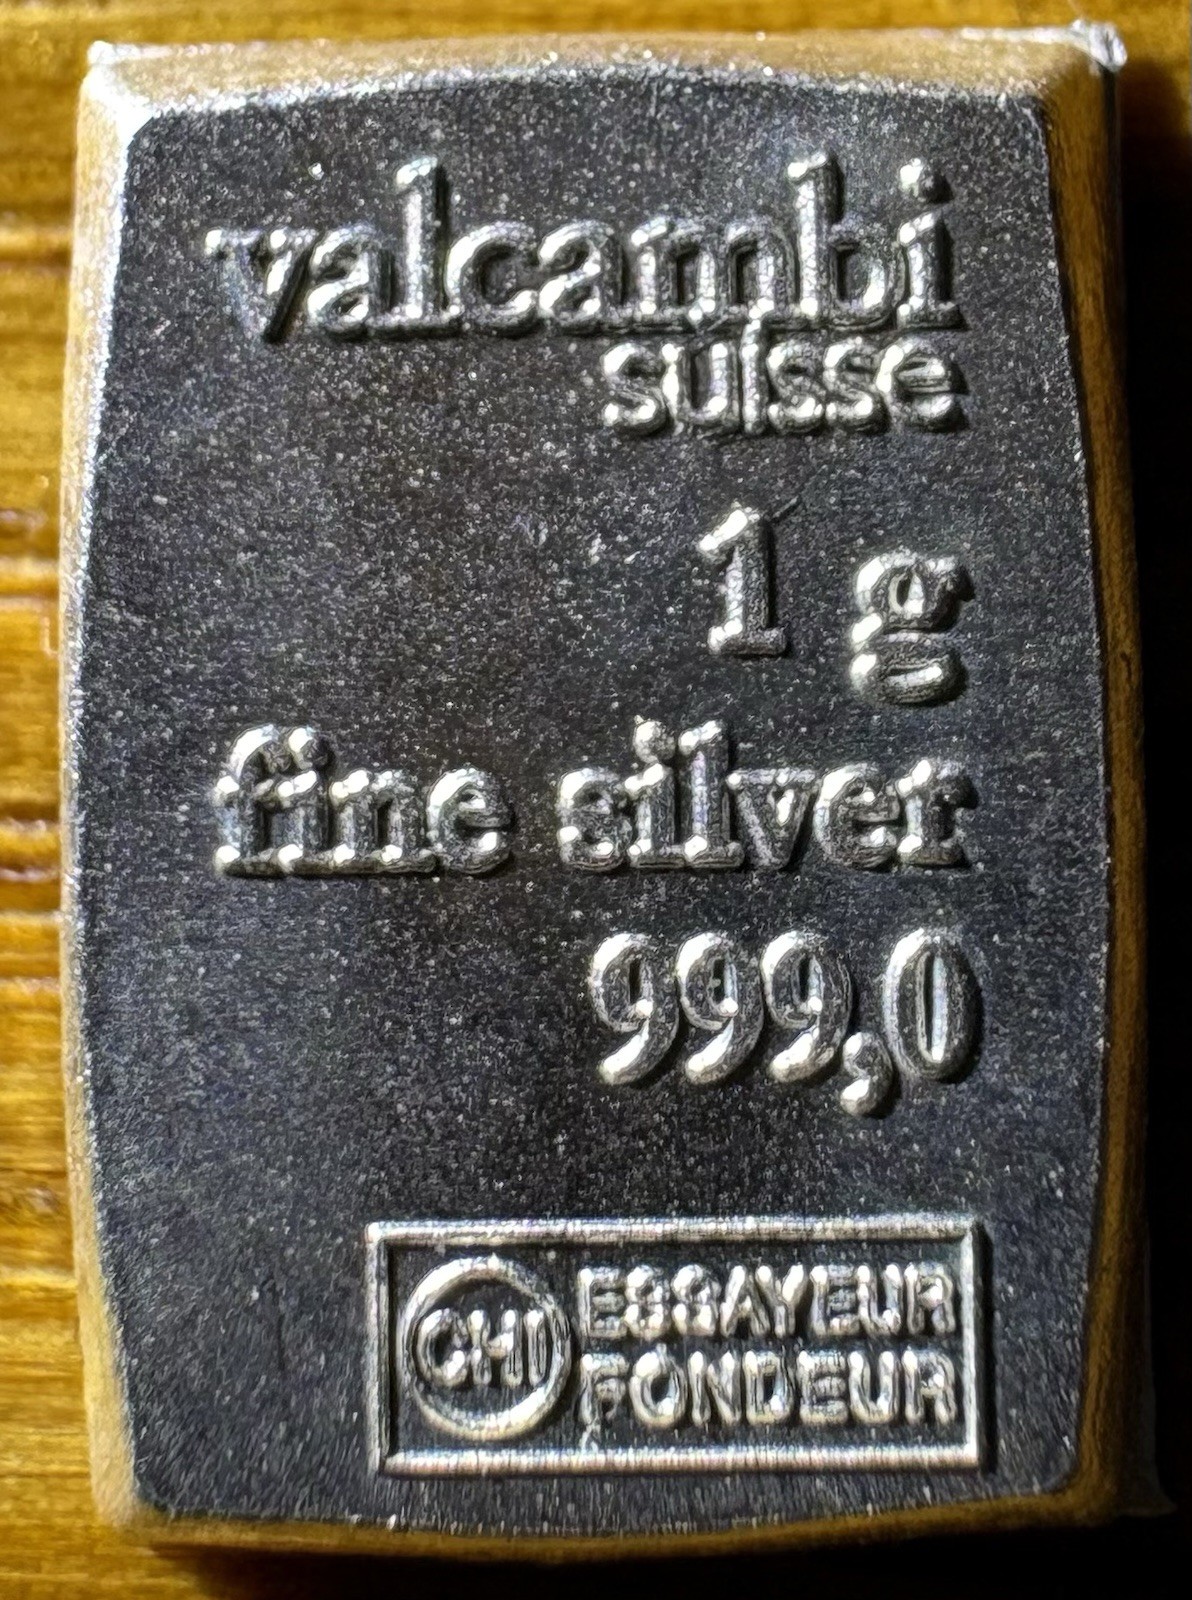 valcambi
suisse
1 g
fine silver
999,0
CHI
ESSAYEUR
FONDEUR